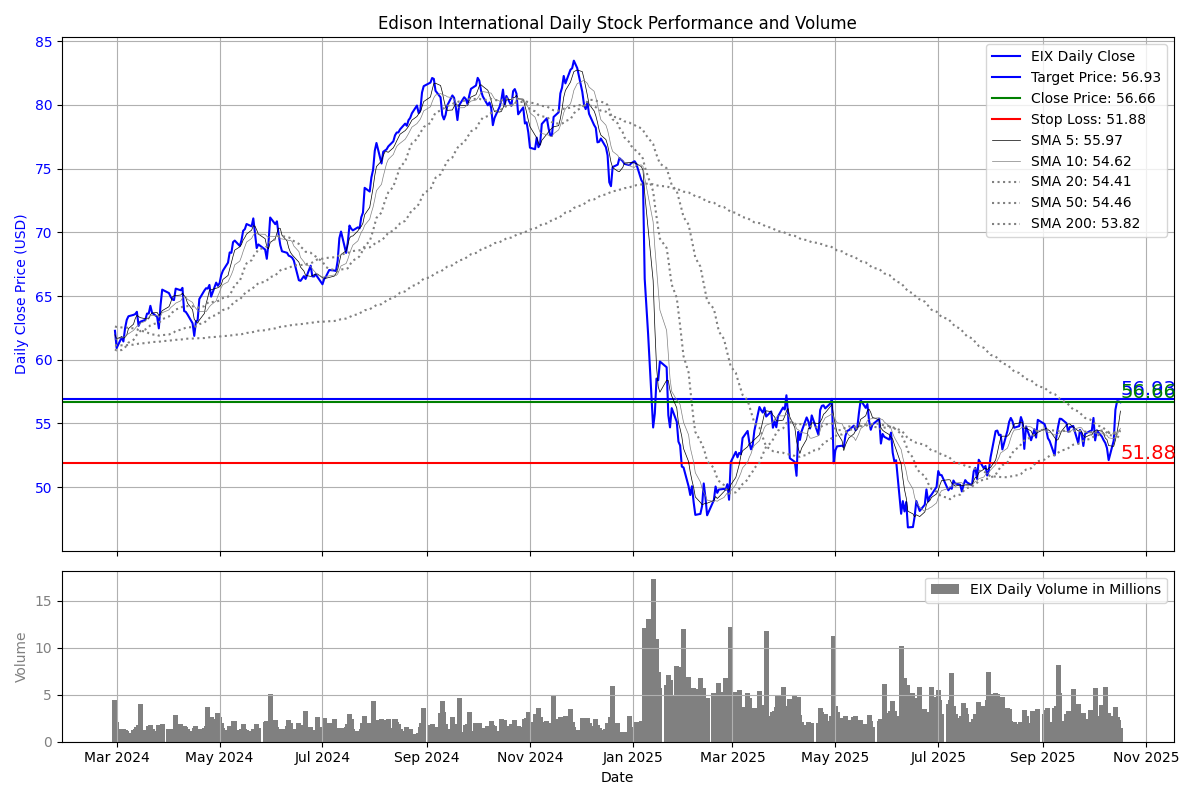 Edison International Daily Stock Performance and Volume
EIX Daily Close
Target Price: 56.93
Close Price: 56.66
Stop Loss: 51.88
SMA 5: 55.97
SMA 10: 54.62
SMA 20: 54.41
SMA 50: 54.46
SMA 200: 53.82
Daily Close Price (USD)
85
80
75
70
65
60
55
50
56.93
56.66
51.88
EIX Daily Volume in Millions
Volume
15
10
5
0
Mar 2024 May 2024 Jul 2024 Sep 2024 Nov 2024 Jan 2025 Mar 2025 May 2025 Jul 2025 Sep 2025 Nov 2025
Date